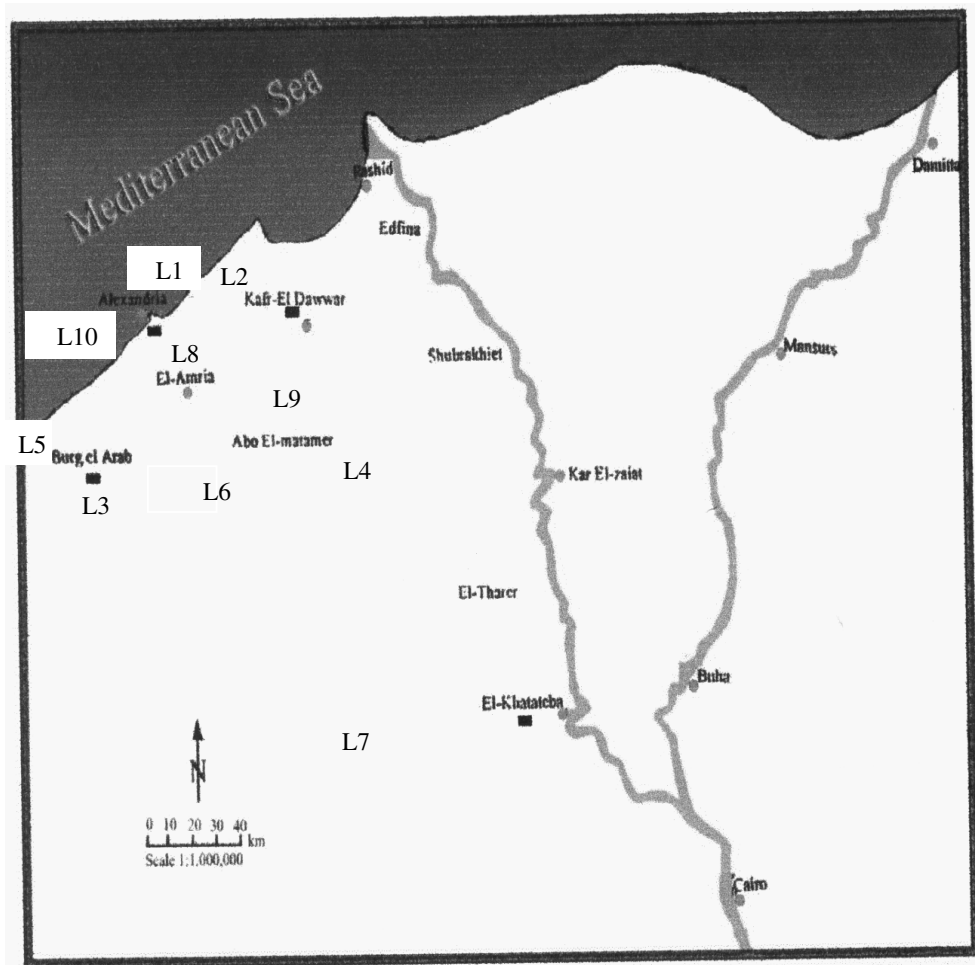 Mediterranean Sea
Rashid
Damitta
Edfina
L1
L2
Alexandria
Kafr-El Dawwar
L10
L8
Shubrakhiet
Mansura
El-Amria
L9
L5
Abo El-matamer
Burg el Arab
L4
Kar El-zaiat
L6
L3
El-Tharer
Buha
El-Khatateba
L7
N
0 10 20 30 40
km
Scale 1:1,000,000
Cairo